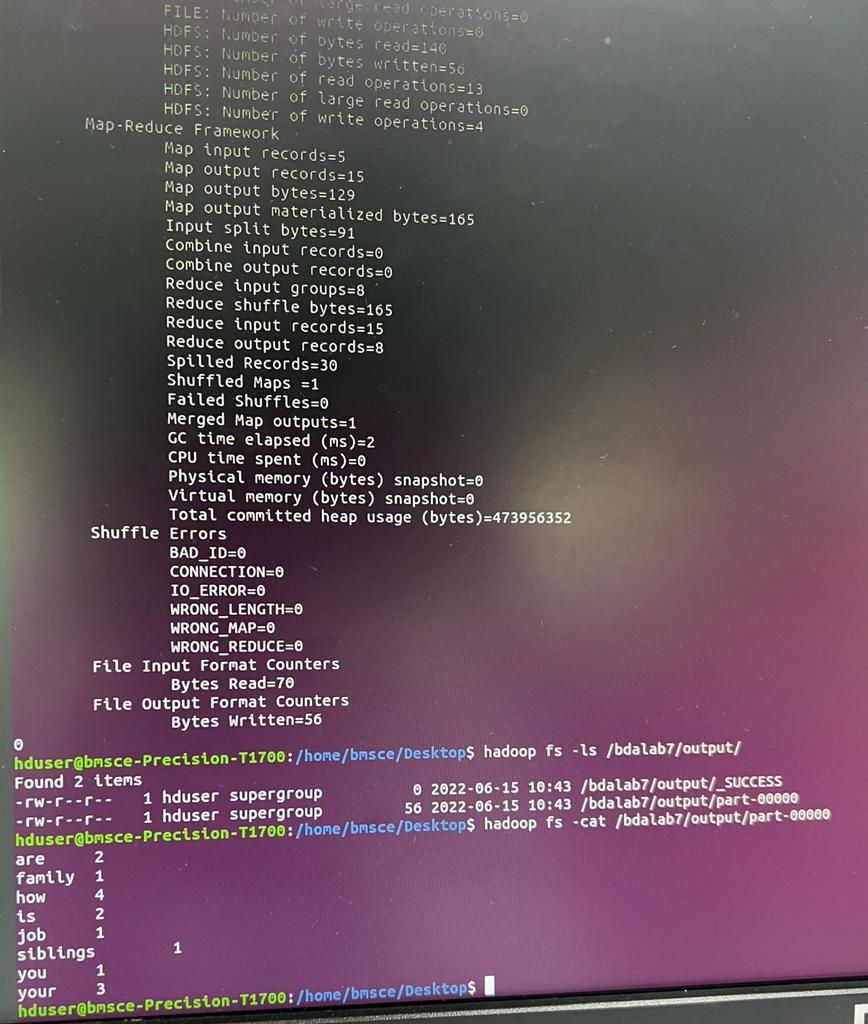 large read operations=0
FILE: Number of write operations=0
HDFS: Number of bytes read=140
HDFS: Number of bytes written=56
HDFS: Number of read operations=13
HDFS: Number of large read operations=0
HDFS: Number of write operations=4
Map-Reduce Framework
Map input records=5
Map output records=15
Map output bytes=129
Map output materialized bytes=165
Input split bytes=91
Combine input records=0
Combine output records=0
Reduce input groups=8
Reduce shuffle bytes=165
Reduce input records=15
Reduce output records=8
Spilled Records=30
Shuffled Maps =1
Failed Shuffles=0
Merged Map outputs=1
GC time elapsed (ms)=2
CPU time spent (ms)=0
Physical memory (bytes) snapshot=0
Virtual memory (bytes) snapshot=0
Total committed heap usage (bytes)=473956352
Shuffle Errors
BAD_ID=0
CONNECTION=0
IO_ERROR=0
WRONG_LENGTH=0
WRONG_MAP=0
WRONG_REDUCE=0
File Input Format Counters
Bytes Read=70
File Output Format Counters
Bytes Written=56
0
hduser@bmsce-Precision-T1700:/home/bmsce/Desktop$ hadoop fs -ls /bdalab7/output/
Found 2 items
-rw-r--r-- 1 hduser supergroup 0 2022-06-15 10:43 /bdalab7/output/_SUCCESS
-rw-r--r-- 1 hduser supergroup 56 2022-06-15 10:43 /bdalab7/output/part-00000
hduser@bmsce-Precision-T1700:/home/bmsce/Desktop$ hadoop fs -cat /bdalab7/output/part-00000
are 2
family 1
how 4
is 2
job 1
siblings 1
you 1
your 3
hduser@bmsce-Precision-T1700:/home/bmsce/Desktop$